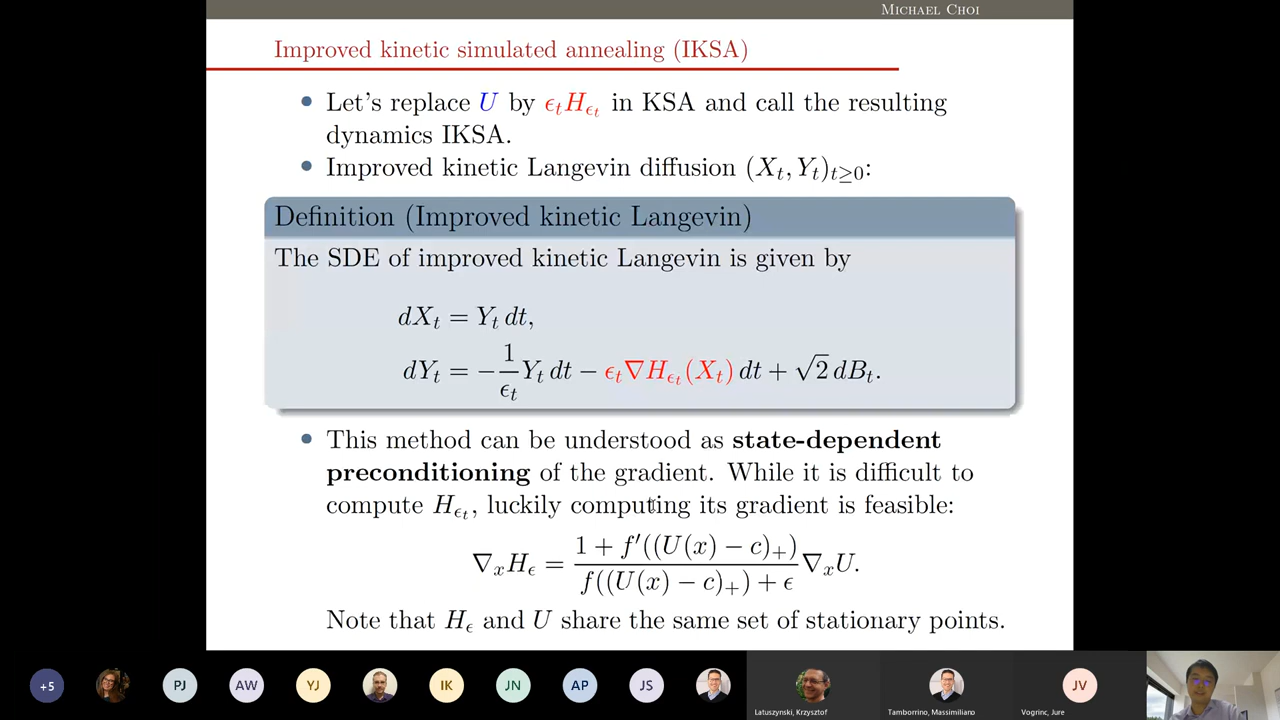 MICHAEL CHOI
Improved kinetic simulated annealing (IKSA)
• Let's replace U by ϵ_t H_{ϵ_t} in KSA and call the resulting
dynamics IKSA.
• Improved kinetic Langevin diffusion (X_t, Y_t)_{t≥0}:
Definition (Improved kinetic Langevin)
The SDE of improved kinetic Langevin is given by
dX_t = Y_t dt,
dY_t = −\frac{1}{ϵ_t} Y_t dt − ϵ_t ∇H_{ϵ_t}(X_t) dt + √2 dB_t.
• This method can be understood as state-dependent
preconditioning of the gradient. While it is difficult to
compute H_{ϵ_t}, luckily computing its gradient is feasible:
∇_x H_ϵ = \frac{1 + f′((U(x) − c)_+)}{f((U(x) − c)_+) + ϵ} ∇_x U.
Note that H_ϵ and U share the same set of stationary points.
+5
PJ
AW
YJ
IK
JN
AP
JS
JV
Latuszynski, Krzysztof
Tamborrino, Massimiliano
Vogrinc, Jure